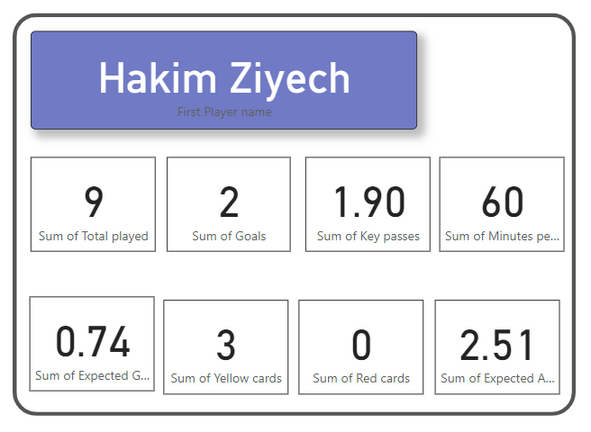 Hakim Ziyech
First Player name
9
Sum of Total played
2
Sum of Goals
1.90
Sum of Key passes
60
Sum of Minutes pe...
0.74
Sum of Expected G...
3
Sum of Yellow cards
0
Sum of Red cards
2.51
Sum of Expected A...